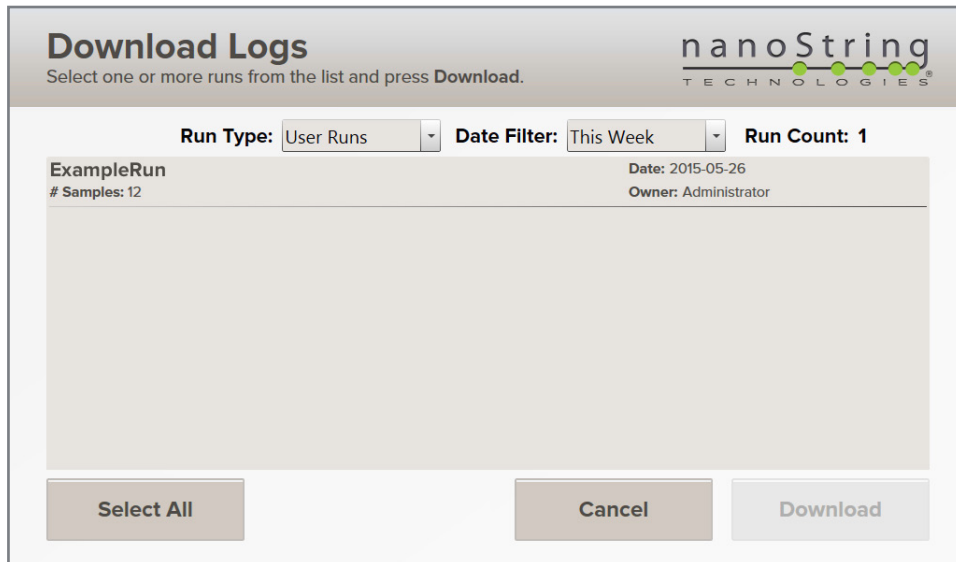 Download Logs
Select one or more runs from the list and press Download.
nanoString
TECHNOLOGIES®
Run Type: User Runs Date Filter: This Week Run Count: 1
ExampleRun Date: 2015-05-26
# Samples: 12 Owner: Administrator
Select All Cancel Download